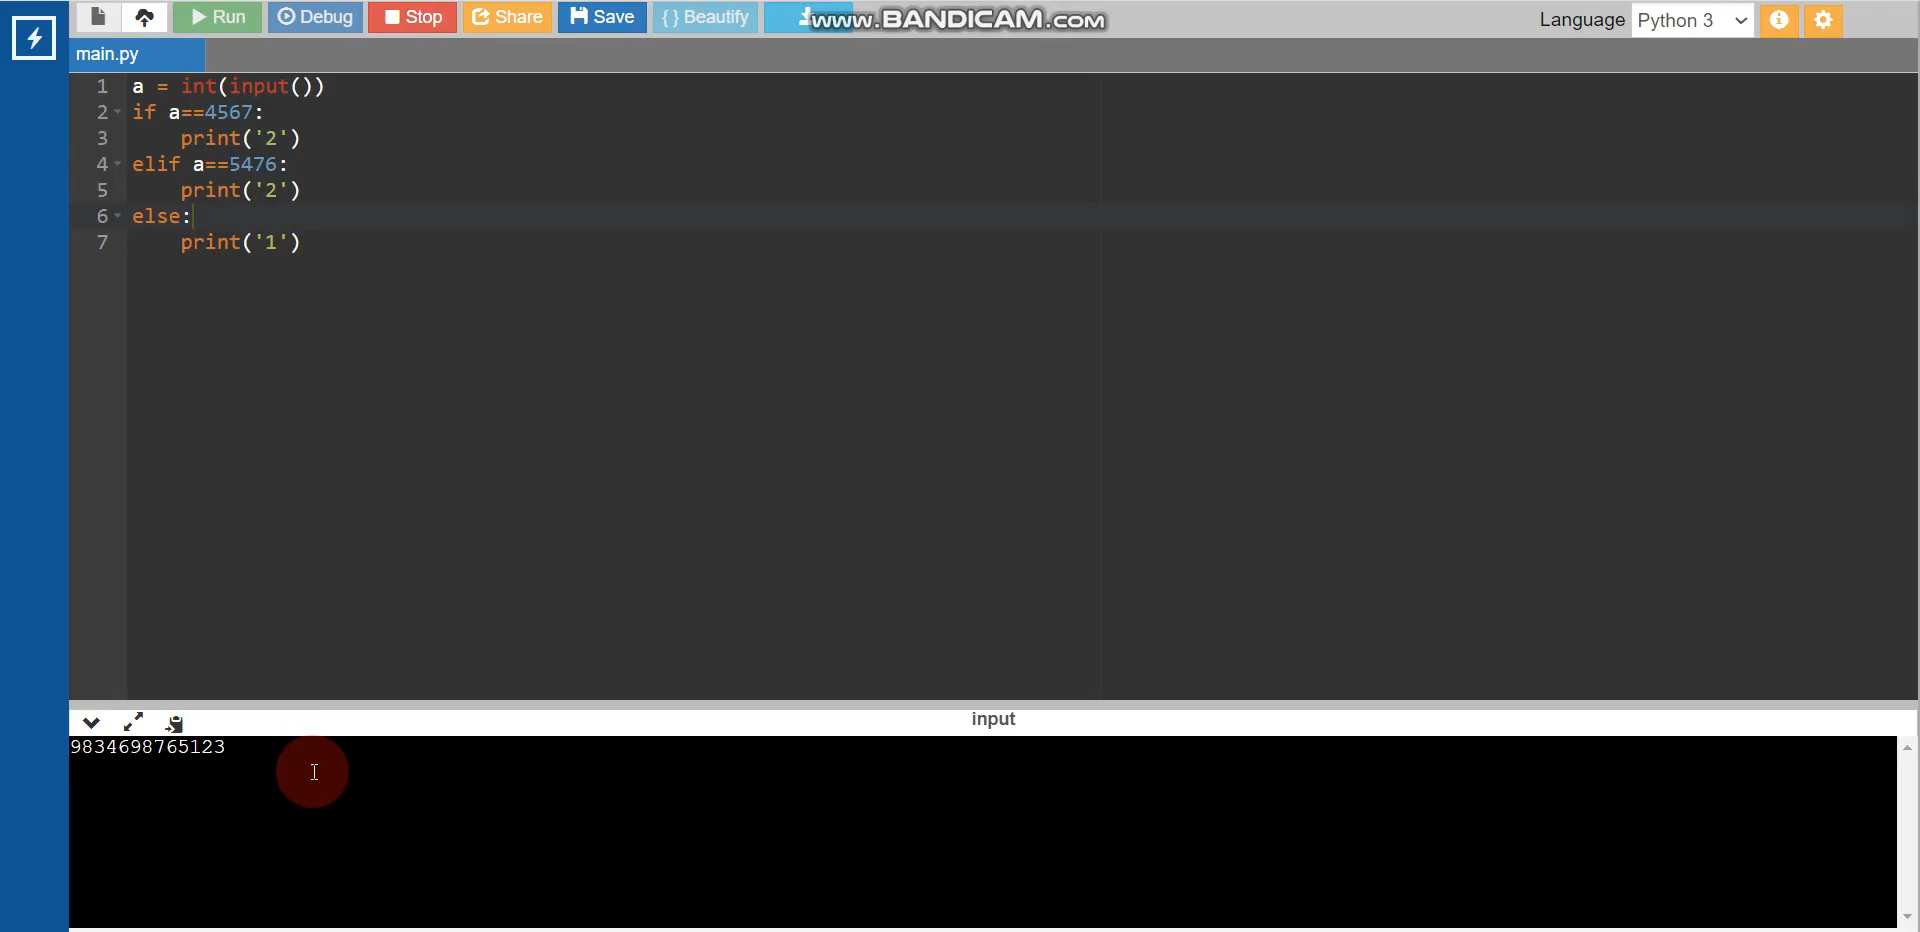 Run Debug Stop Share Save { } Beautify www.BANDICAM.com Language Python 3
main.py
1 a = int(input())
2 if a==4567:
3 print('2')
4 elif a==5476:
5 print('2')
6 else:
7 print('1')
input
9834698765123